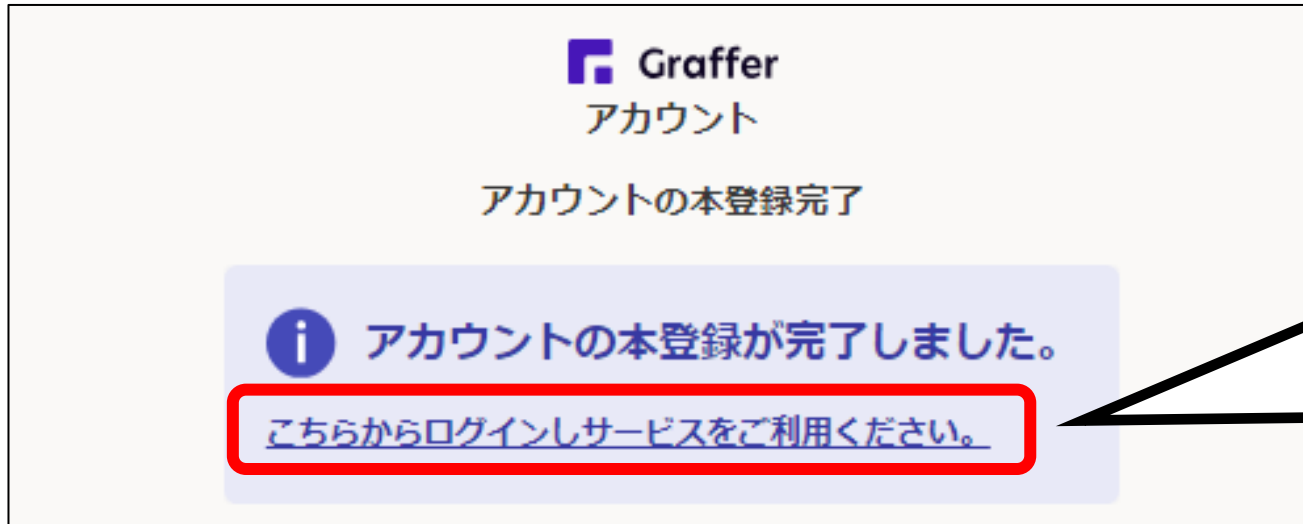 Graffer
アカウント
アカウントの本登録完了
アカウントの本登録が完了しました。
こちらからログインしサービスをご利用ください。